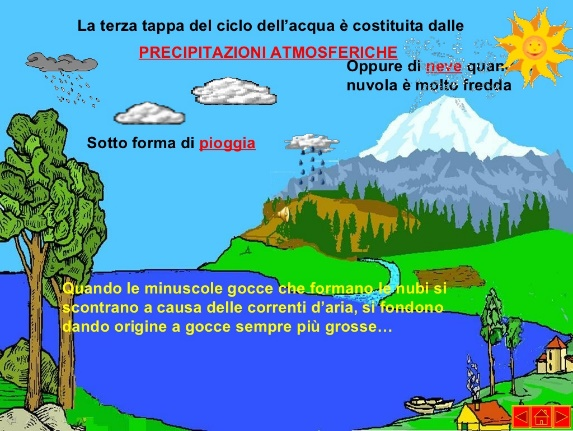 La terza tappa del ciclo dell'acqua è costituita dalle
PRECIPITAZIONI ATMOSFERICHE
Oppure di neve quan
nuvola è molto fredda
Sotto forma di pioggia
Quando le minuscole gocce che formano le nubi si
scontrano a causa delle correnti d'aria, si fondono
dando origine a gocce sempre più grosse…